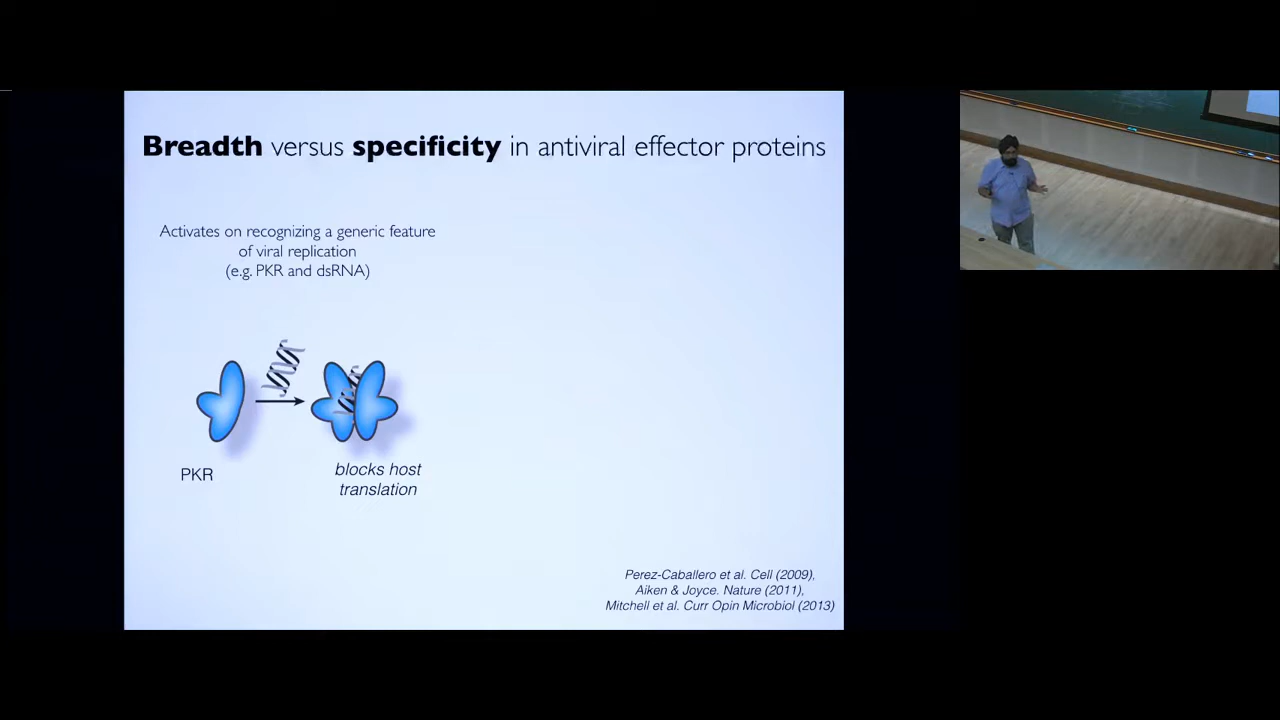 Breadth versus specificity in antiviral effector proteins
Activates on recognizing a generic feature
of viral replication
(e.g. PKR and dsRNA)
PKR
blocks host
translation
Perez-Caballero et al. Cell (2009),
Aiken & Joyce. Nature (2011),
Mitchell et al. Curr Opin Microbiol (2013)